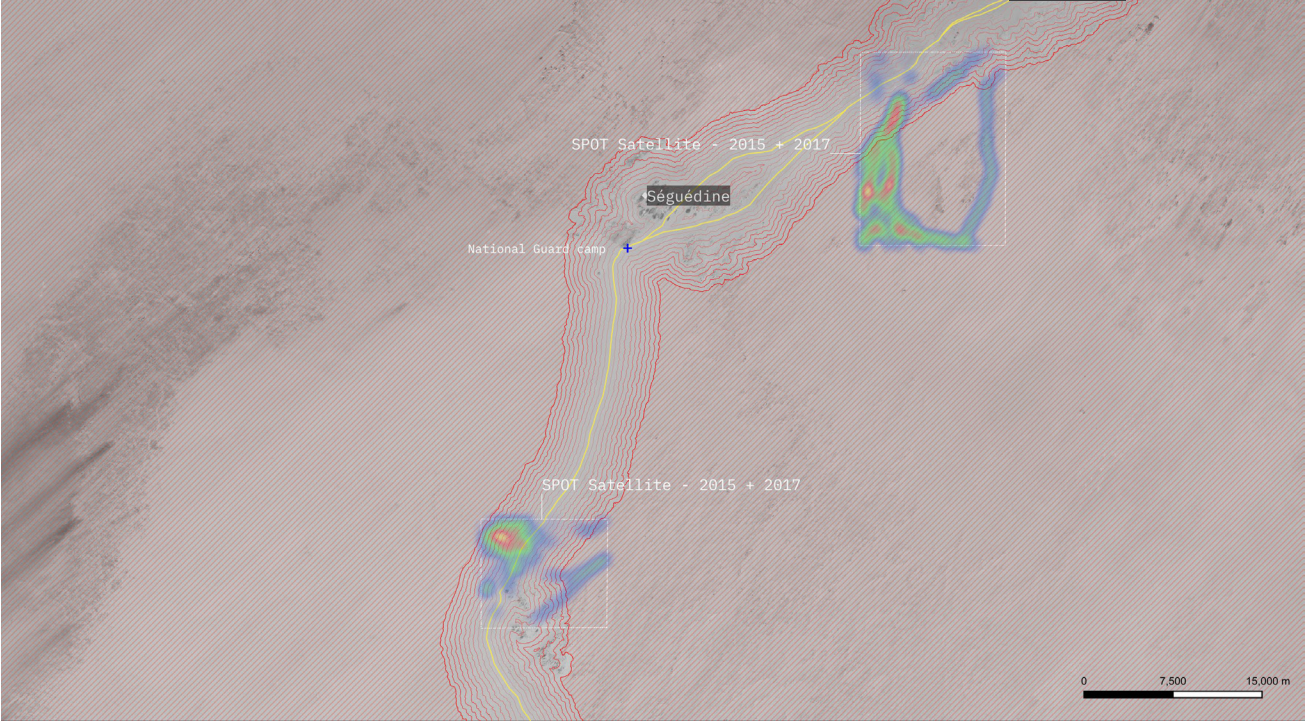 SPOT Satellite - 2015 + 2017
Séguédine
National Guard camp
SPOT Satellite - 2015 + 2017
0 7,500 15,000 m